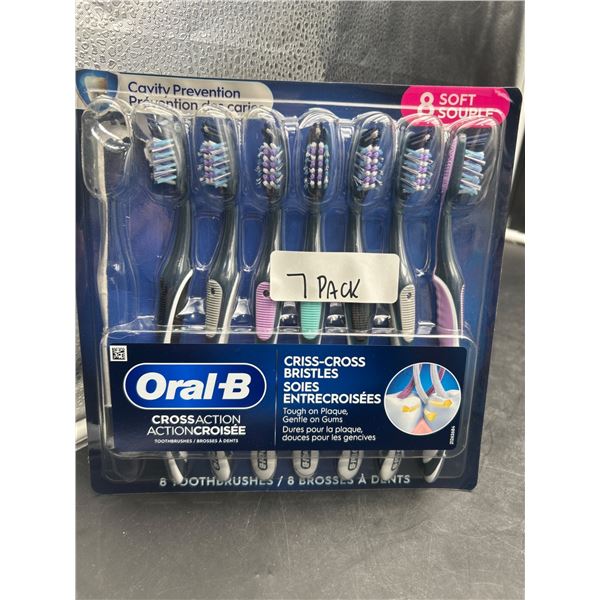 Cavity Prevention
Prévention des caries
8 SOFT
SOUPLE
7 PACK
Oral-B
CROSSACTION
ACTIONCROISÉE
TOOTHBRUSHES / BROSSES À DENTS
CRISS-CROSS
BRISTLES
SOIES
ENTRECROISÉES
Tough on Plaque,
Gentle on Gums
Dures pour la plaque,
douces pour les gencives
8 TOOTHBRUSHES / 8 BROSSES À DENTS